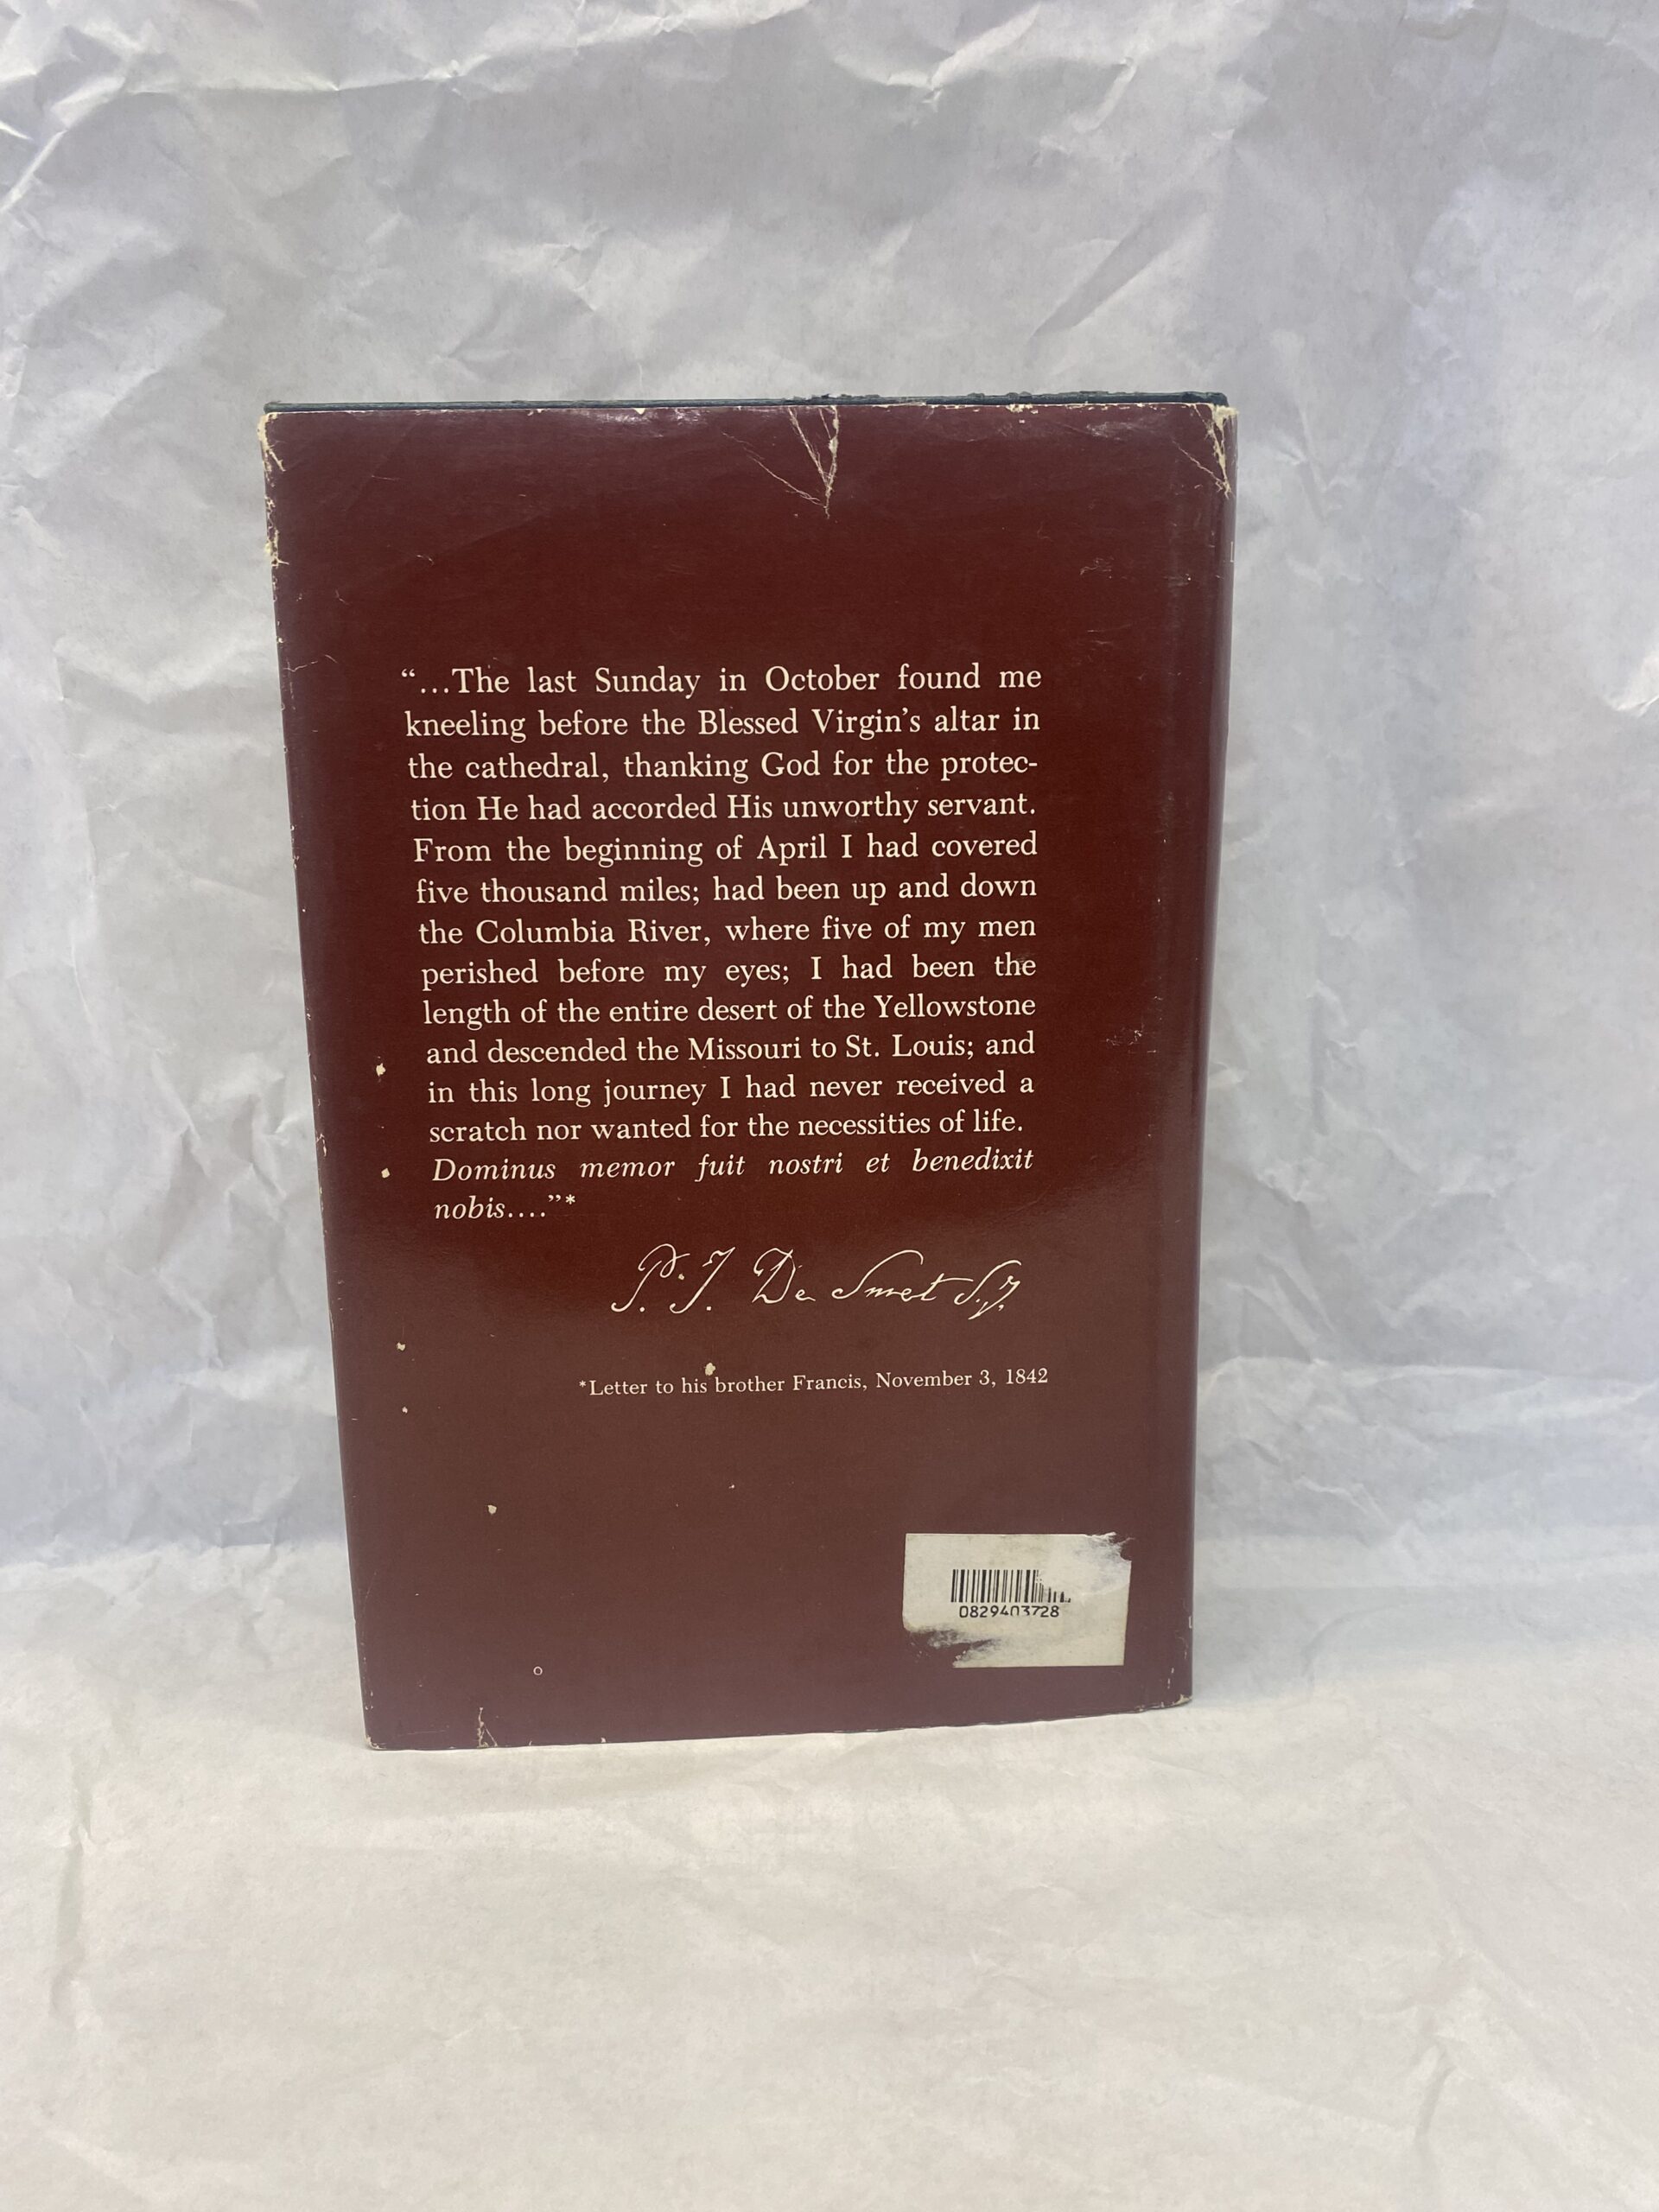 “...The last Sunday in October found me
kneeling before the Blessed Virgin’s altar in
the cathedral, thanking God for the protec-
tion He had accorded His unworthy servant.
From the beginning of April I had covered
five thousand miles; had been up and down
the Columbia River, where five of my men
perished before my eyes; I had been the
length of the entire desert of the Yellowstone
and descended the Missouri to St. Louis; and
in this long journey I had never received a
scratch nor wanted for the necessities of life.
Dominus memor fuit nostri et benedixit
nobis....”*
P. J. De Smet S.J.
*Letter to his brother Francis, November 3, 1842
0829403728